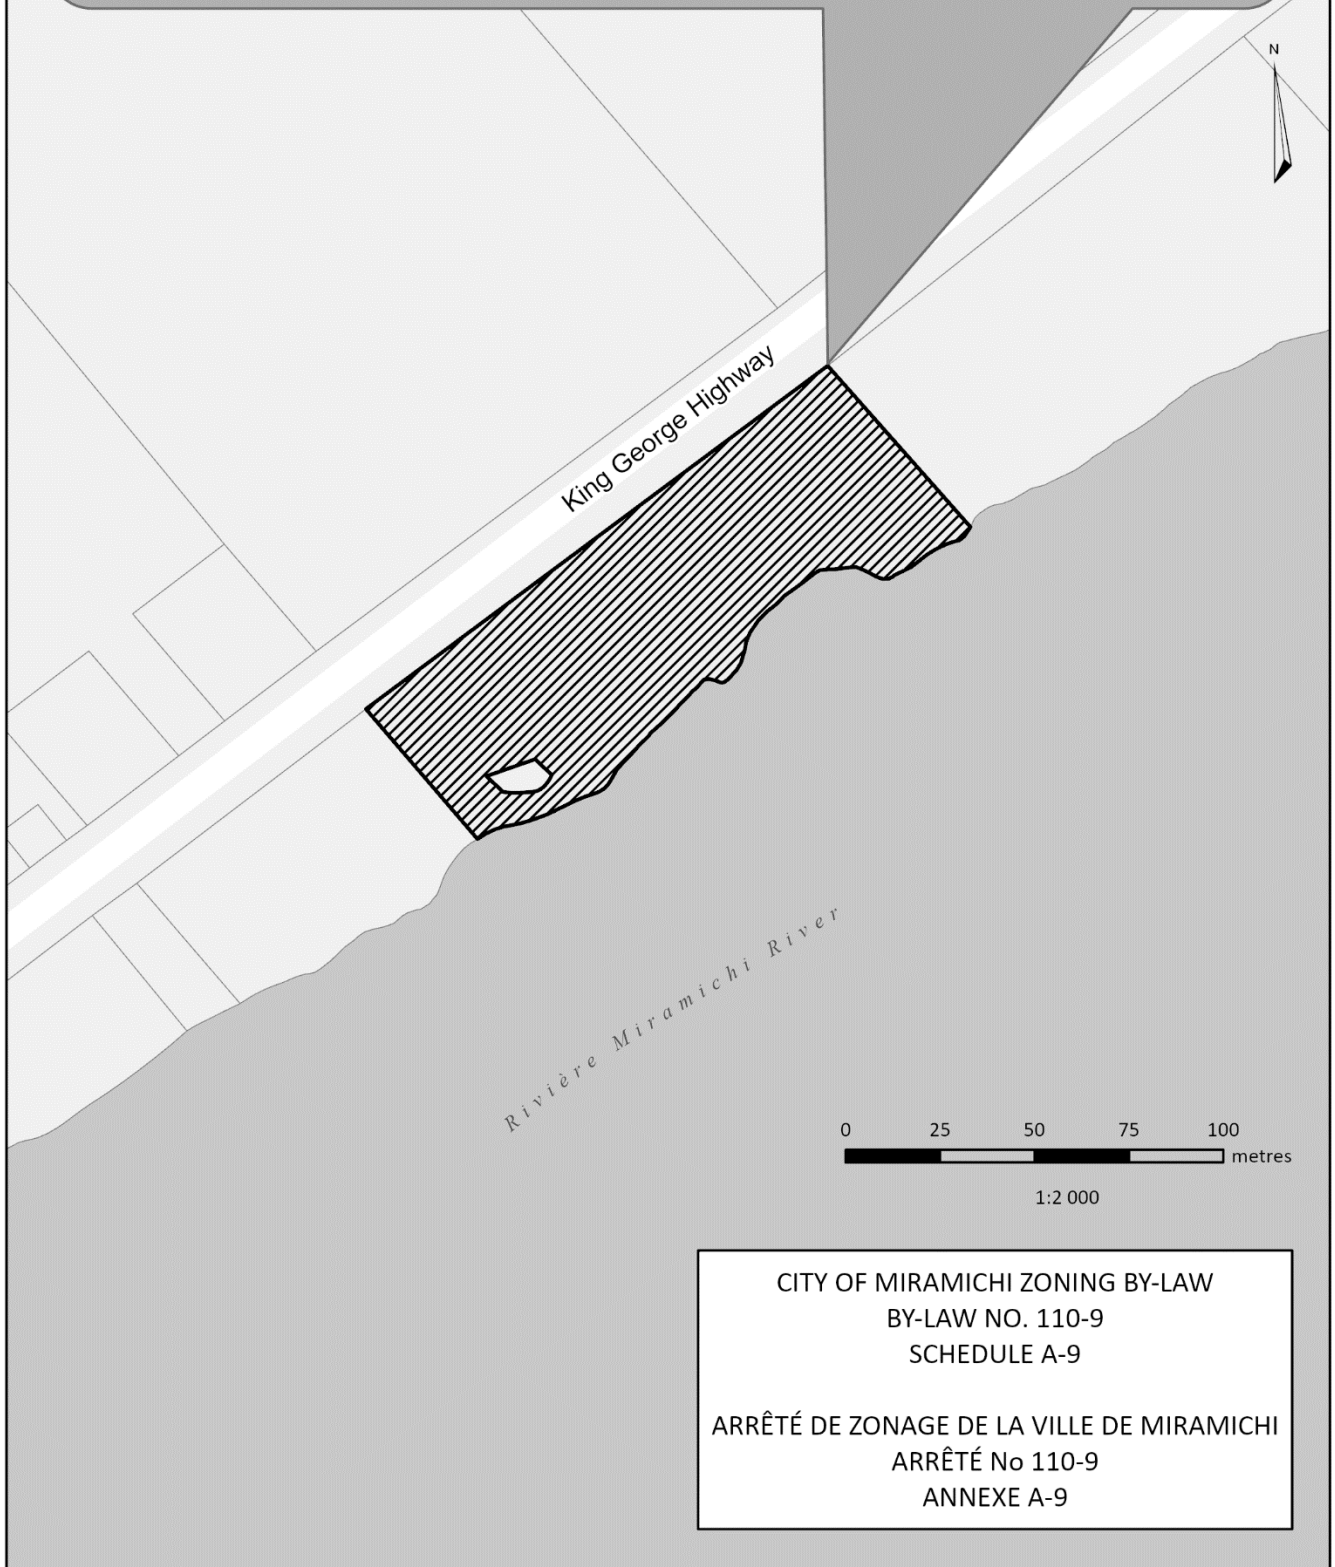 N
King George Highway
Rivière Miramichi River
0 25 50 75 100
metres
1:2 000
CITY OF MIRAMICHI ZONING BY-LAW
BY-LAW NO. 110-9
SCHEDULE A-9
ARRÊTÉ DE ZONAGE DE LA VILLE DE MIRAMICHI
ARRÊTÉ No 110-9
ANNEXE A-9